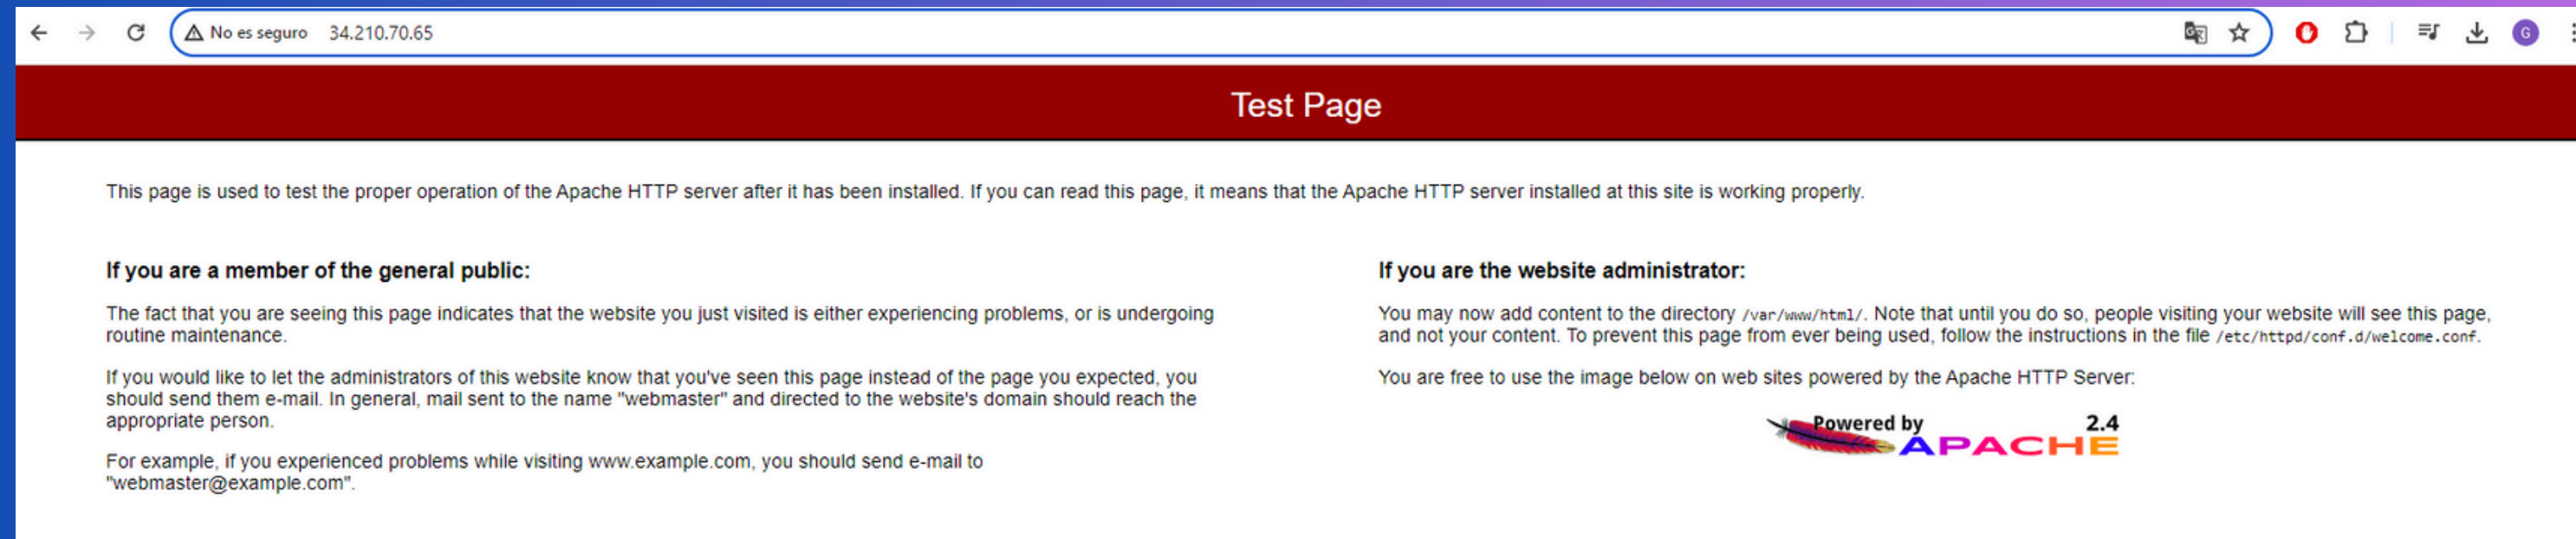 No es seguro 34.210.70.65
G
Test Page
This page is used to test the proper operation of the Apache HTTP server after it has been installed. If you can read this page, it means that the Apache HTTP server installed at this site is working properly.
If you are a member of the general public:
The fact that you are seeing this page indicates that the website you just visited is either experiencing problems, or is undergoing
routine maintenance.
If you would like to let the administrators of this website know that you've seen this page instead of the page you expected, you
should send them e-mail. In general, mail sent to the name "webmaster" and directed to the website's domain should reach the
appropriate person.
For example, if you experienced problems while visiting www.example.com, you should send e-mail to
"webmaster@example.com".
If you are the website administrator:
You may now add content to the directory /var/www/html/. Note that until you do so, people visiting your website will see this page,
and not your content. To prevent this page from ever being used, follow the instructions in the file /etc/httpd/conf.d/welcome.conf.
You are free to use the image below on web sites powered by the Apache HTTP Server:
Powered by 2.4
APACHE